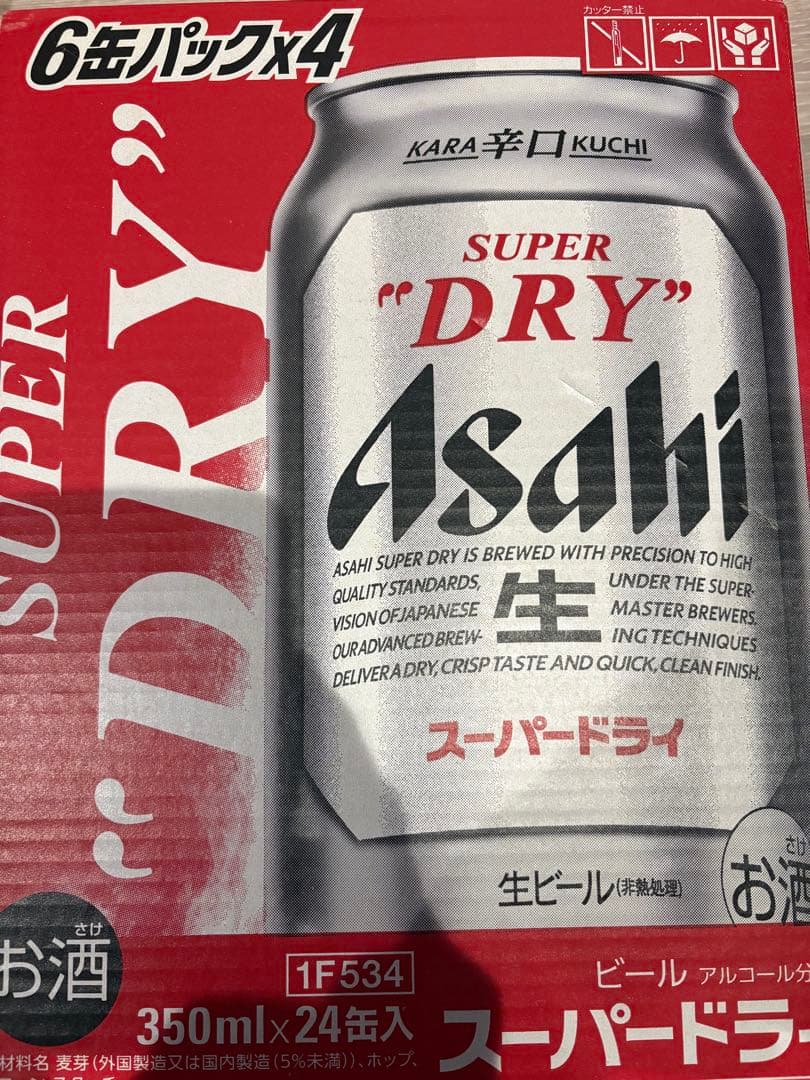 6缶パックx4
カッター禁止
SUPER
"DRY"
KARA 辛口 KUCHI
SUPER
"DRY"
Asahi
ASAHI SUPER DRY IS BREWED WITH PRECISION TO HIGH
QUALITY STANDARDS, UNDER THE SUPER-
VISION OF JAPANESE MASTER BREWERS.
OUR ADVANCED BREW- ING TECHNIQUES
生
DELIVER A DRY, CRISP TASTE AND QUICK, CLEAN FINISH.
スーパードライ
生ビール(非熱処理)
さけ
お酒
さけ
お酒
1F534
350ml×24缶入
ビール アルコール分
スーパードラ
材料名 麦芽(外国製造又は国内製造(5%未満))、ホップ、